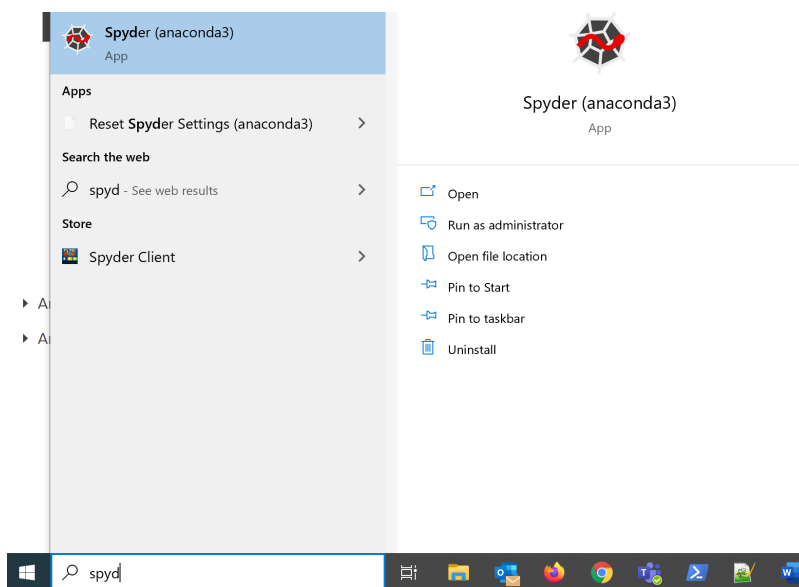 Spyder (anaconda3)
App
Apps
Reset Spyder Settings (anaconda3)
Search the web
spyd - See web results
Store
Spyder Client
Spyder (anaconda3)
App
Open
Run as administrator
Open file location
Pin to Start
Pin to taskbar
Uninstall
spyd